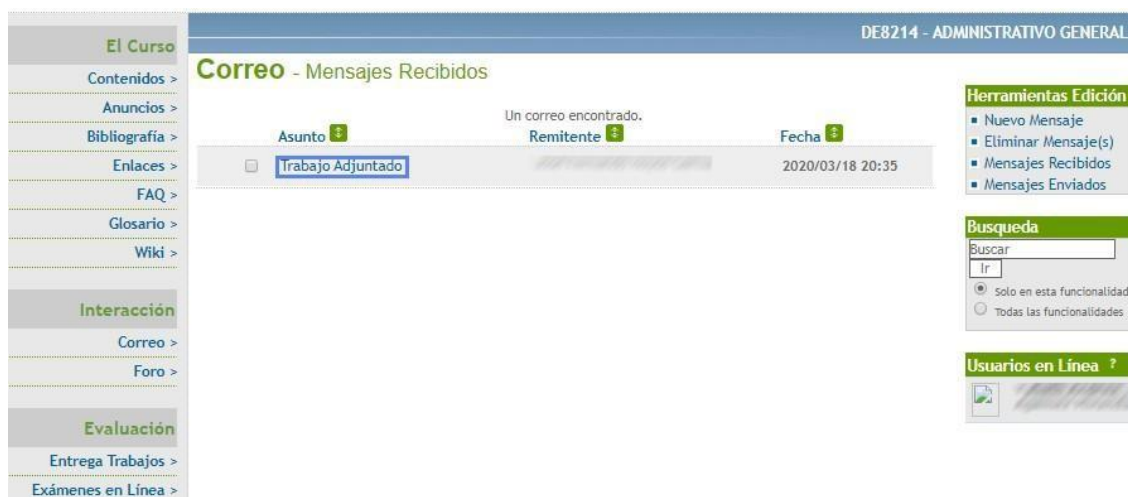 DE8214 - ADMINISTRATIVO GENERAL
El Curso
Contenidos >
Anuncios >
Bibliografía >
Enlaces >
FAQ >
Glosario >
Wiki >
Interacción
Correo >
Foro >
Evaluación
Entrega Trabajos >
Exámenes en Línea >
Correo - Mensajes Recibidos
Un correo encontrado.
Asunto Remitente Fecha
Trabajo Adjuntado 2020/03/18 20:35
Herramientas Edición
Nuevo Mensaje
Eliminar Mensaje(s)
Mensajes Recibidos
Mensajes Enviados
Busqueda
Buscar
Ir
Solo en esta funcionalidad
Todas las funcionalidades
Usuarios en Línea ?